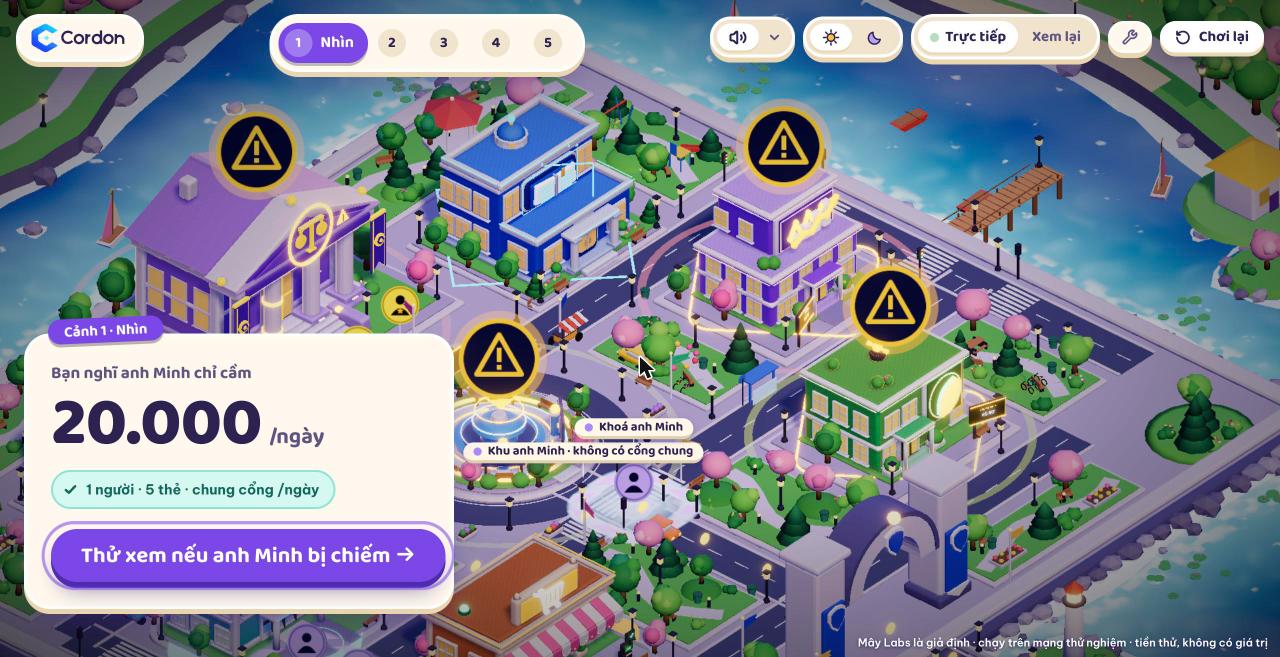 Cordon
1 Nhìn 2 3 4 5
Trực tiếp Xem lại
Chơi lại
Cảnh 1 · Nhìn
Bạn nghĩ anh Minh chỉ cầm
20.000 /ngày
1 người · 5 thẻ · chung cổng /ngày
Thử xem nếu anh Minh bị chiếm →
Khoá anh Minh
Khu anh Minh · không có cổng chung
Mây Labs là giả định · chạy trên mạng thử nghiệm · tiền thử, không có giá trị